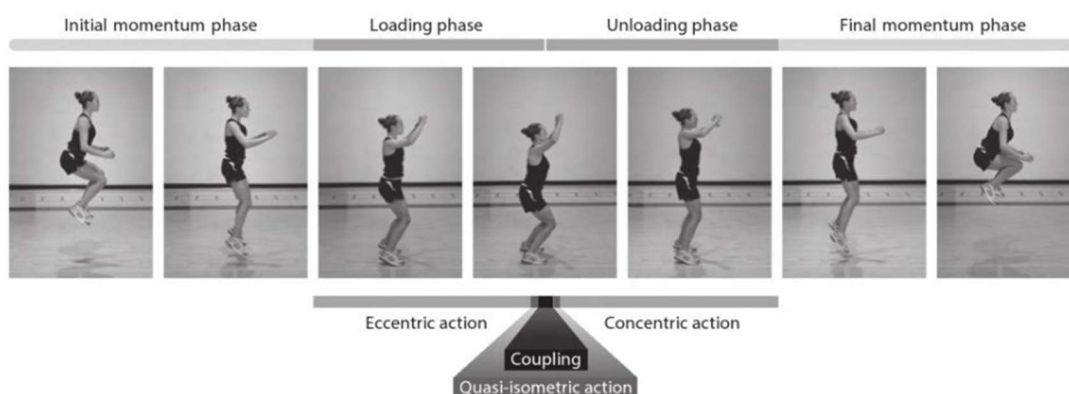 Initial momentum phase
Loading phase
Unloading phase
Final momentum phase
Eccentric action
Concentric action
Coupling
Quasi-isometric action